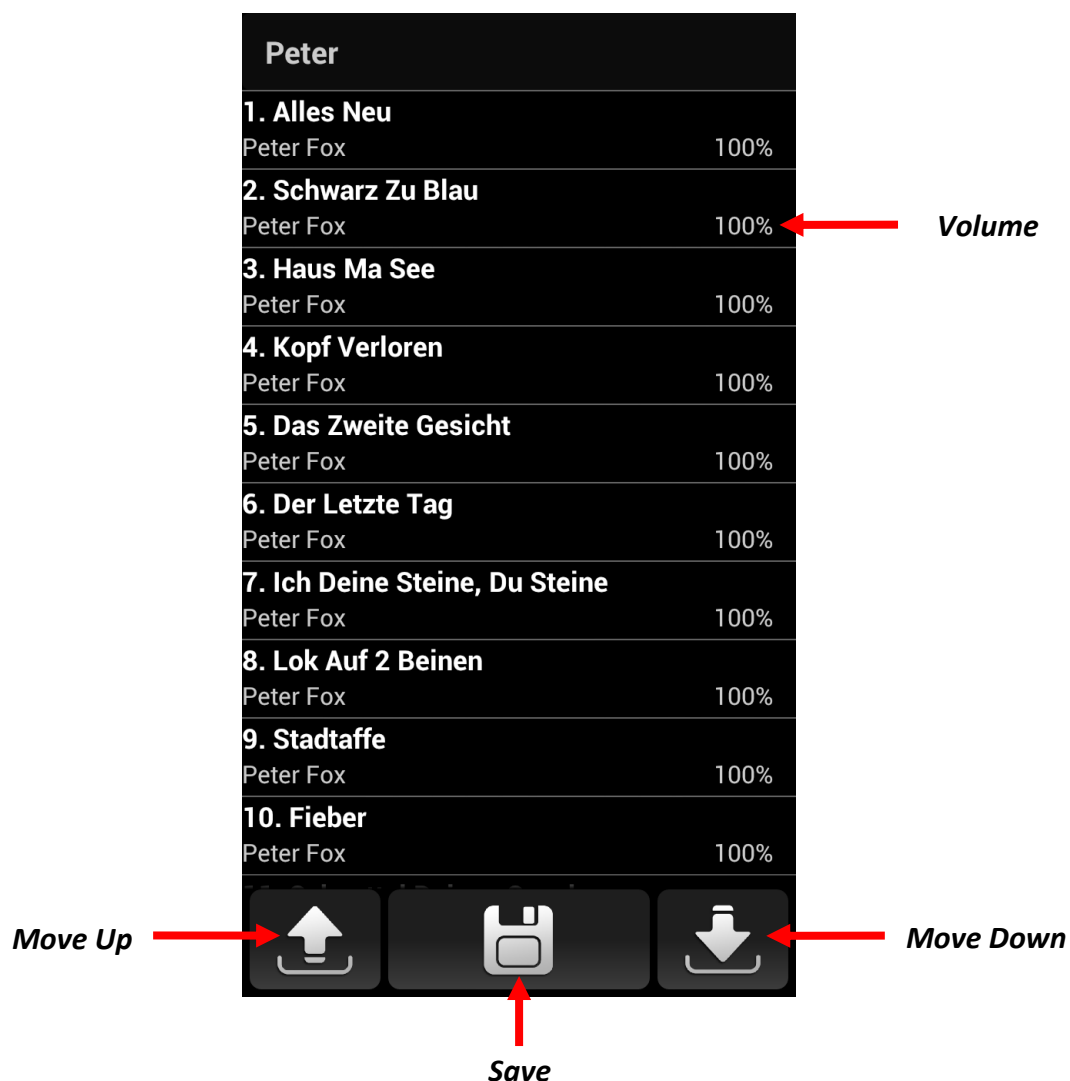 Peter
1. Alles Neu
Peter Fox 100%
2. Schwarz Zu Blau
Peter Fox 100%
Volume
3. Haus Ma See
Peter Fox 100%
4. Kopf Verloren
Peter Fox 100%
5. Das Zweite Gesicht
Peter Fox 100%
6. Der Letzte Tag
Peter Fox 100%
7. Ich Deine Steine, Du Steine
Peter Fox 100%
8. Lok Auf 2 Beinen
Peter Fox 100%
9. Stadtaffe
Peter Fox 100%
10. Fieber
Peter Fox 100%
Move Up
Move Down
Save